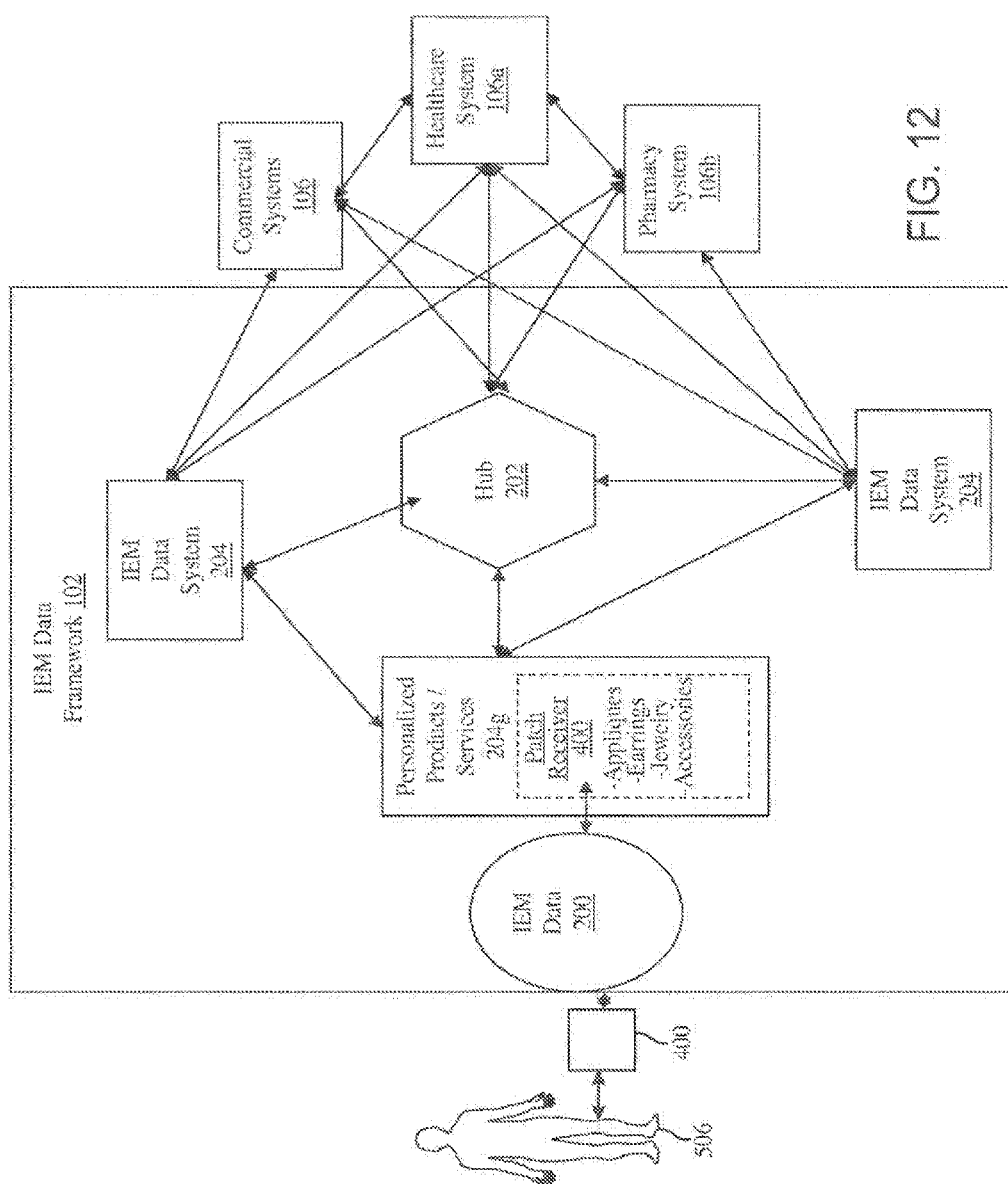 IEM Data
Framework 102
IEM
Data
System
204
Commercial
Systems
106
Healthcare
System
106a
Pharmacy
System
106b
Hub
202
IEM
Data
System
204
Personalized
Products /
Services
204g
Patch
Receiver
400
-Appliques
-Earrings
-Jewelry
-Accessories
IEM
Data
200
400
506
FIG. 12